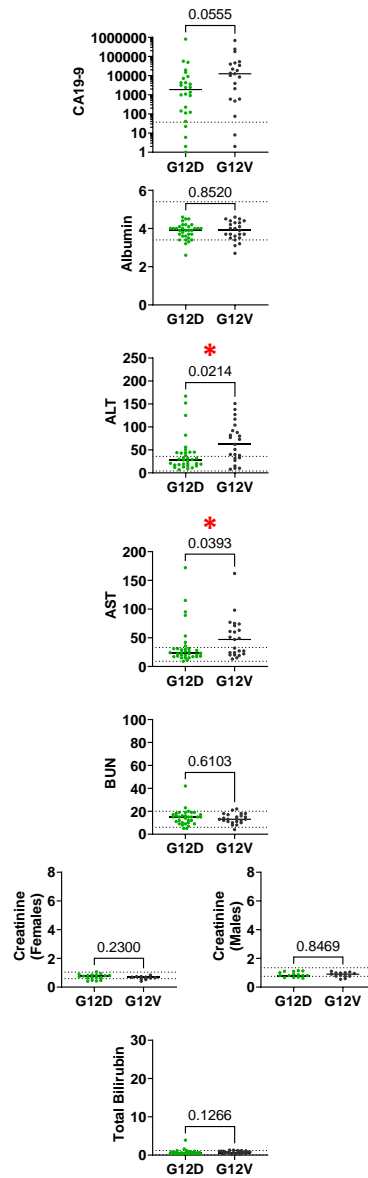 0.0555
CA19-9
1000000
100000
10000
1000
100
10
1
G12D G12V
0.8520
Albumin
6
4
2
0
G12D G12V
*
0.0214
ALT
250
200
150
100
50
0
G12D G12V
*
0.0393
AST
200
150
100
50
0
G12D G12V
BUN
100
80
60
40
20
0
0.6103
G12D G12V
Creatinine
(Females)
8
6
4
2
0
0.2300
G12D G12V
Creatinine
(Males)
8
6
4
2
0
0.8469
G12D G12V
Total Bilirubin
30
20
10
0
0.1266
G12D G12V